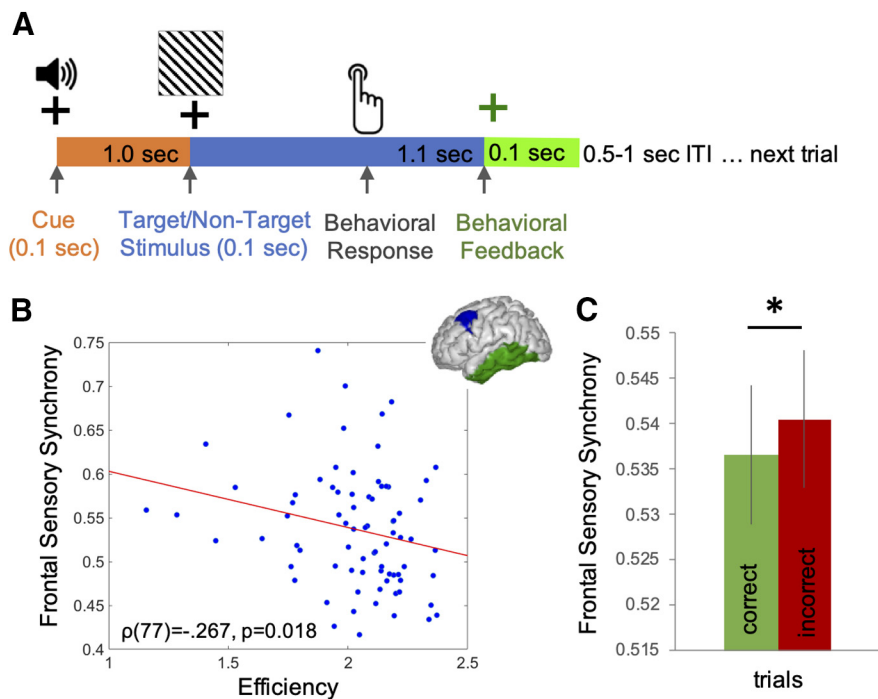 A
1.0 sec
1.1 sec
0.1 sec
0.5-1 sec ITI ... next trial
Cue
(0.1 sec)
Target/Non-Target
Stimulus (0.1 sec)
Behavioral
Response
Behavioral
Feedback
B
Frontal Sensory Synchrony
0.75
0.7
0.65
0.6
0.55
0.5
0.45
0.4
ρ(77)=-.267, p=0.018
1
1.5
2
2.5
Efficiency
C
*
Frontal Sensory Synchrony
0.55
0.545
0.54
0.535
0.53
0.525
0.52
0.515
correct
incorrect
trials